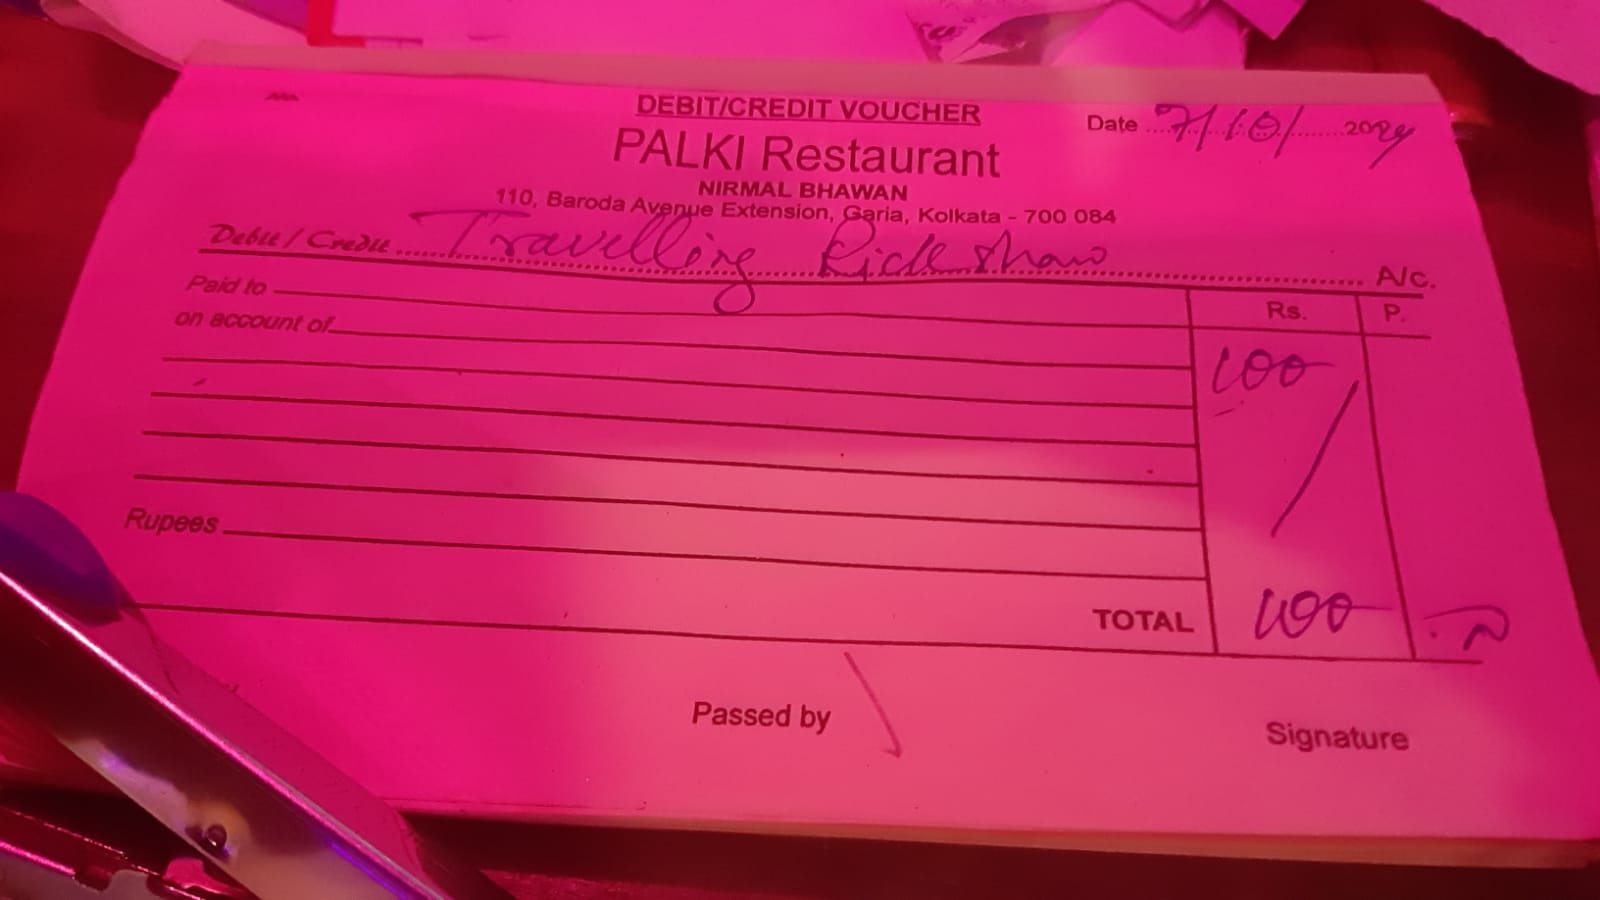 DEBIT/CREDIT VOUCHER
Date 7/10/2024
PALKI Restaurant
NIRMAL BHAWAN
110, Baroda Avenue Extension, Garia, Kolkata - 700 084
Debit / Credit Travelling Rickshaw A/c.
Paid to Rs. P.
on account of 100
Rupees
TOTAL 100
Passed by
Signature